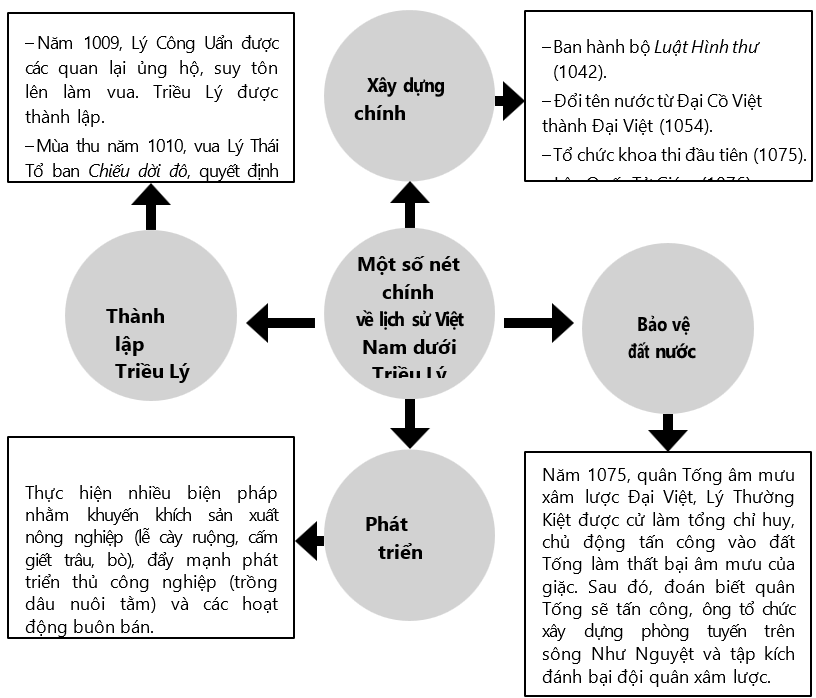 – Năm 1009, Lý Công Uẩn được
các quan lại ủng hộ, suy tôn
lên làm vua. Triều Lý được
thành lập.
– Mùa thu năm 1010, vua Lý Thái
Tổ ban Chiếu dời đô, quyết định
Xây dựng
chính
– Ban hành bộ Luật Hình thư
(1042).
– Đổi tên nước từ Đại Cồ Việt
thành Đại Việt (1054).
– Tổ chức khoa thi đầu tiên (1075).
Thành
lập
Triều Lý
Một số nét
chính
về lịch sử Việt
Nam dưới
Triều Lý
Bảo vệ
đất nước
Thực hiện nhiều biện pháp
nhằm khuyến khích sản xuất
nông nghiệp (lễ cày ruộng, cấm
giết trâu, bò), đẩy mạnh phát
triển thủ công nghiệp (trồng
dâu nuôi tằm) và các hoạt
động buôn bán.
Phát
triển
Năm 1075, quân Tống âm mưu
xâm lược Đại Việt, Lý Thường
Kiệt được cử làm tổng chỉ huy,
chủ động tấn công vào đất
Tống làm thất bại âm mưu của
giặc. Sau đó, đoán biết quân
Tống sẽ tấn công, ông tổ chức
xây dựng phòng tuyến trên
sông Như Nguyệt và tập kích
đánh bại đội quân xâm lược.